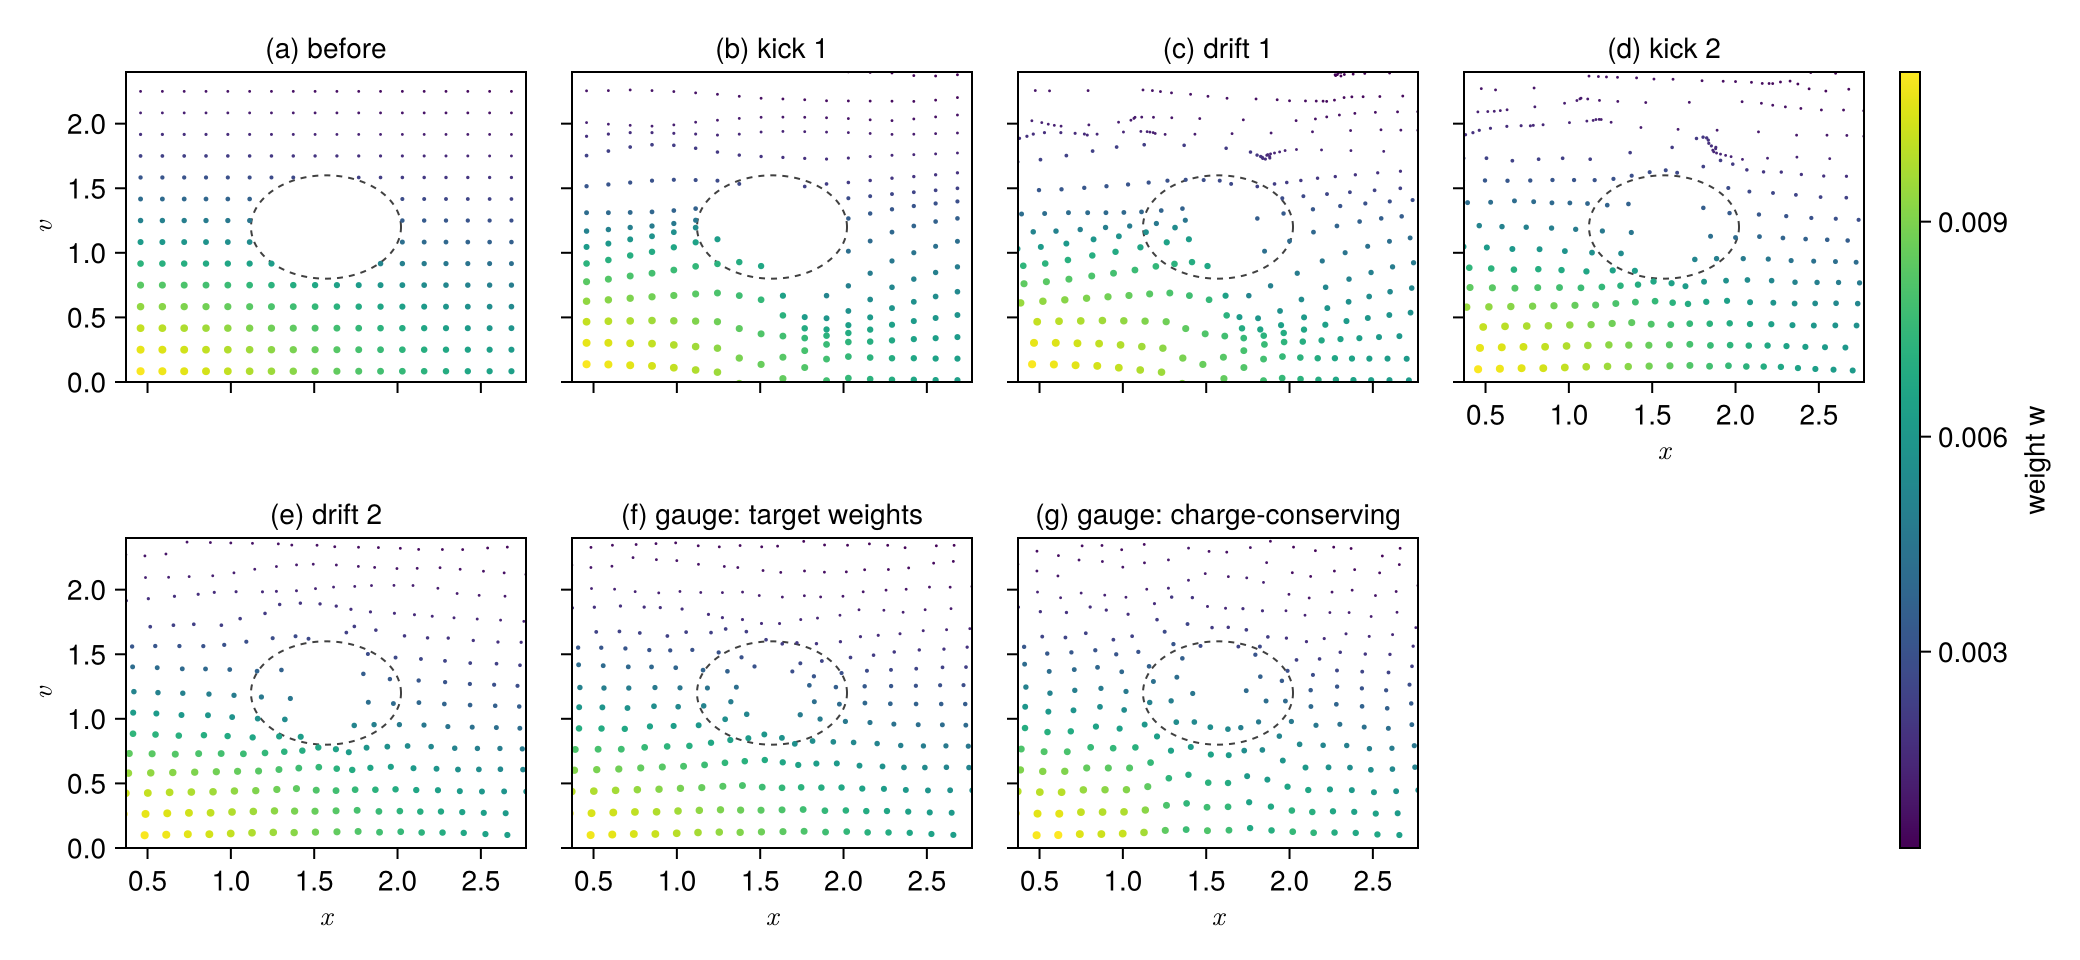 (a) before
(b) kick 1
(c) drift 1
(d) kick 2
2.0
1.5
1.0
0.5
0.0
v
0.5 1.0 1.5 2.0 2.5
x
0.009
0.006
0.003
weight w
(e) drift 2
(f) gauge: target weights
(g) gauge: charge-conserving
2.0
1.5
1.0
0.5
0.0
v
0.5 1.0 1.5 2.0 2.5
x
0.5 1.0 1.5 2.0 2.5
x
0.5 1.0 1.5 2.0 2.5
x